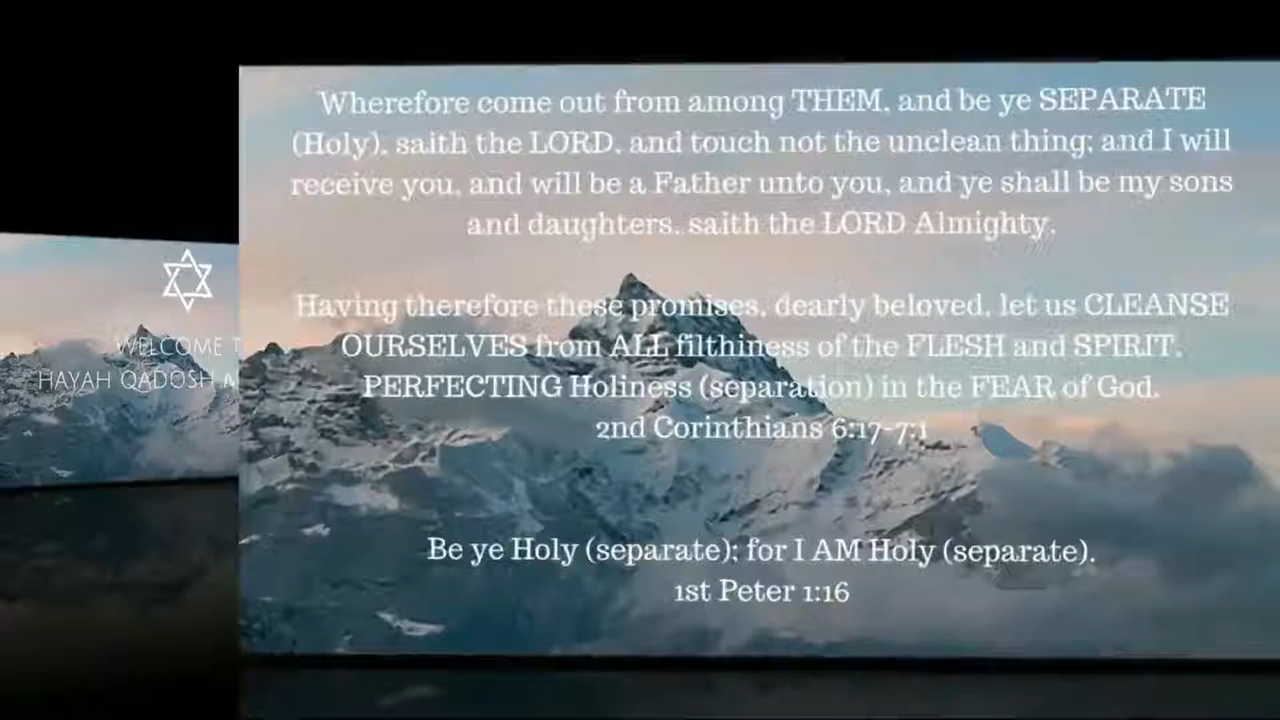 Wherefore come out from among THEM, and be ye SEPARATE
(Holy), saith the LORD, and touch not the unclean thing; and I will
receive you, and will be a Father unto you, and ye shall be my sons
and daughters, saith the LORD Almighty.
Having therefore these promises, dearly beloved, let us CLEANSE
OURSELVES from ALL filthiness of the FLESH and SPIRIT,
PERFECTING Holiness (separation) in the FEAR of God.
2nd Corinthians 6:17-7:1
Be ye Holy (separate); for I AM Holy (separate).
1st Peter 1:16
WELCOME T
HAYAH QADOSH M